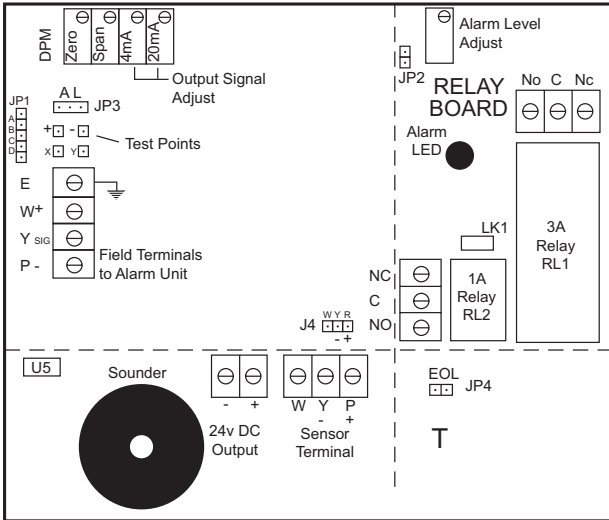 DPM
Zero
Span
4mA
20mA
Output Signal
Adjust
JP1
A
B
C
D
A L
JP3
+ -
X Y
Test Points
E
W+
Y SIG
P -
Field Terminals
to Alarm Unit
J4
W Y R
- +
JP2
Alarm Level
Adjust
RELAY
BOARD
No C Nc
Alarm
LED
LK1
3A
Relay
RL1
NC
C
NO
1A
Relay
RL2
U5
Sounder
- +
24v DC
Output
W Y P
- +
Sensor
Terminal
EOL
JP4
T